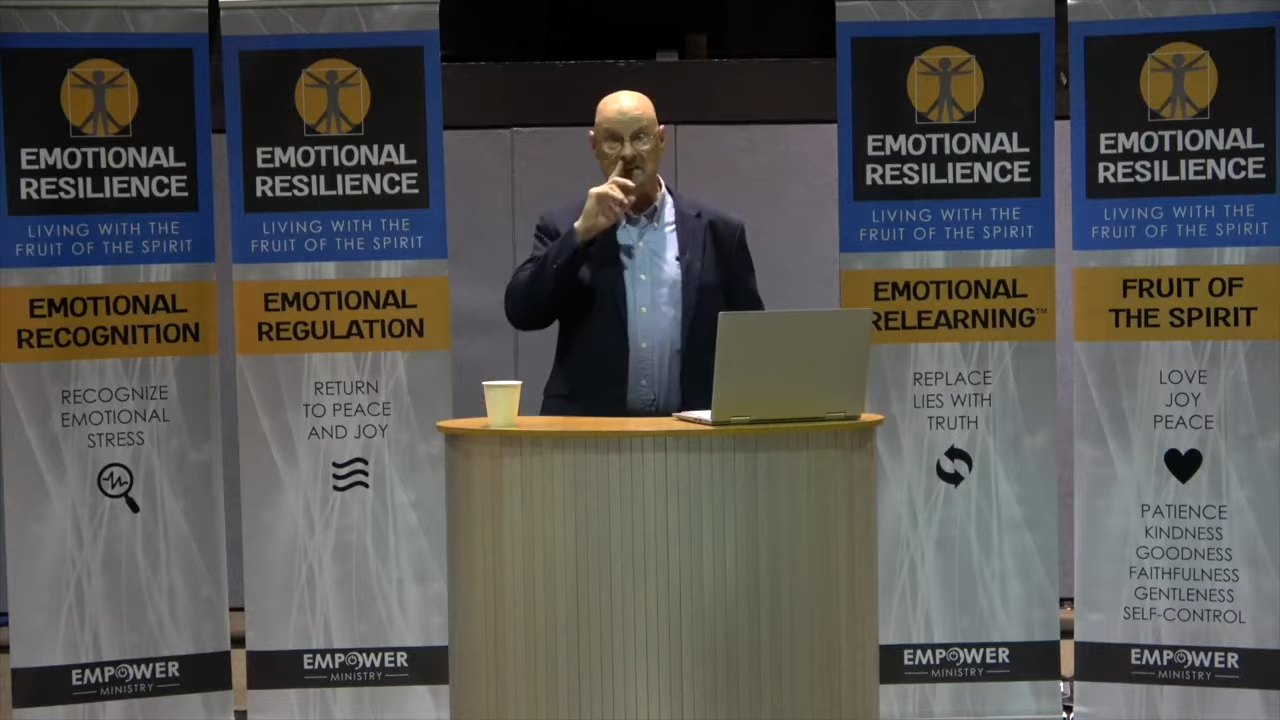 EMOTIONAL
RESILIENCE
LIVING WITH THE
FRUIT OF THE SPIRIT
EMOTIONAL
RECOGNITION
RECOGNIZE
EMOTIONAL
STRESS
EMPOWER
MINISTRY
EMOTIONAL
RESILIENCE
LIVING WITH THE
FRUIT OF THE SPIRIT
EMOTIONAL
REGULATION
RETURN
TO PEACE
AND JOY
EMPOWER
MINISTRY
EMOTIONAL
RESILIENCE
LIVING WITH THE
FRUIT OF THE SPIRIT
EMOTIONAL
RELEARNING™
REPLACE
LIES WITH
TRUTH
EMPOWER
MINISTRY
EMOTIONAL
RESILIENCE
LIVING WITH THE
FRUIT OF THE SPIRIT
FRUIT OF
THE SPIRIT
LOVE
JOY
PEACE
PATIENCE
KINDNESS
GOODNESS
FAITHFULNESS
GENTLENESS
SELF-CONTROL
EMPOWER
MINISTRY